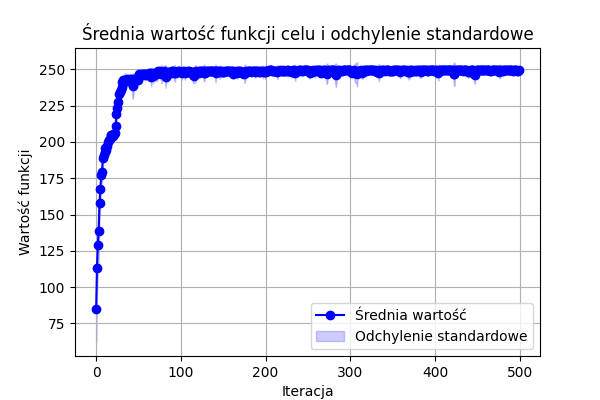 Średnia wartość funkcji celu i odchylenie standardowe
Wartość funkcji
250
225
200
175
150
125
100
75
0
100
200
300
400
500
Iteracja
Średnia wartość
Odchylenie standardowe